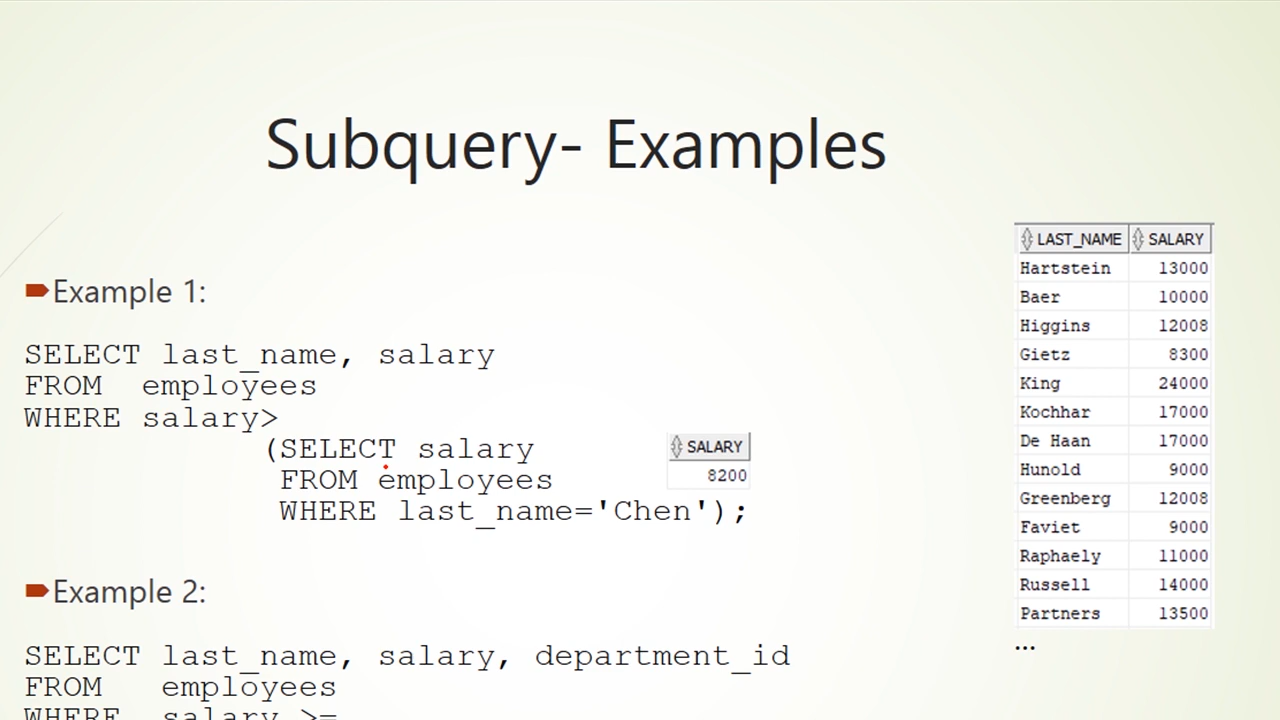 Subquery- Examples
Example 1:
SELECT last_name, salary
FROM employees
WHERE salary>
(SELECT salary
FROM employees
WHERE last_name='Chen');
SALARY
8200
Example 2:
SELECT last_name, salary, department_id
FROM employees
WHERE salary >=
LAST_NAME SALARY
Hartstein 13000
Baer 10000
Higgins 12008
Gietz 8300
King 24000
Kochhar 17000
De Haan 17000
Hunold 9000
Greenberg 12008
Faviet 9000
Raphaely 11000
Russell 14000
Partners 13500
...